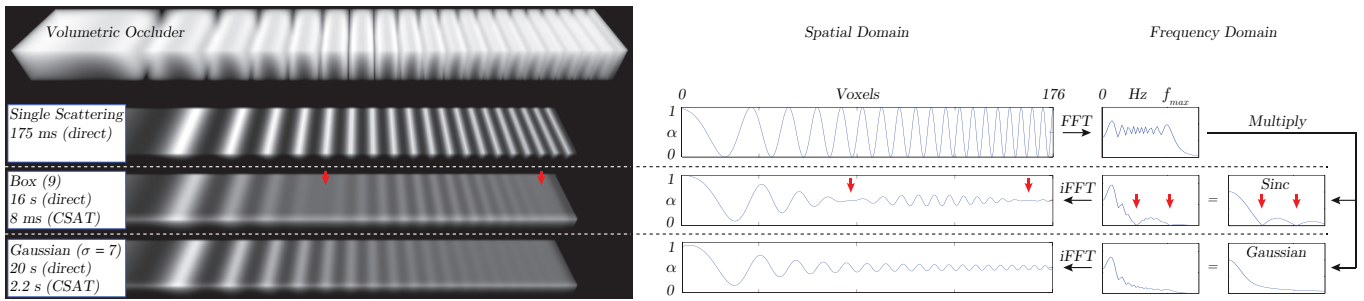 Volumetric Occluder
Spatial Domain
Frequency Domain
Single Scattering
175 ms (direct)
Box (9)
16 s (direct)
8 ms (CSAT)
Gaussian (σ = 7)
20 s (direct)
2.2 s (CSAT)
0 Voxels 176
0 Hz f_max
1
α
0
FFT
Multiply
1
α
0
iFFT
=
Sinc
1
α
0
iFFT
=
Gaussian